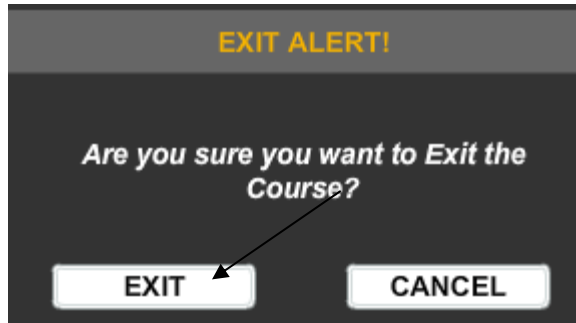 EXIT ALERT!
Are you sure you want to Exit the
Course?
EXIT
CANCEL